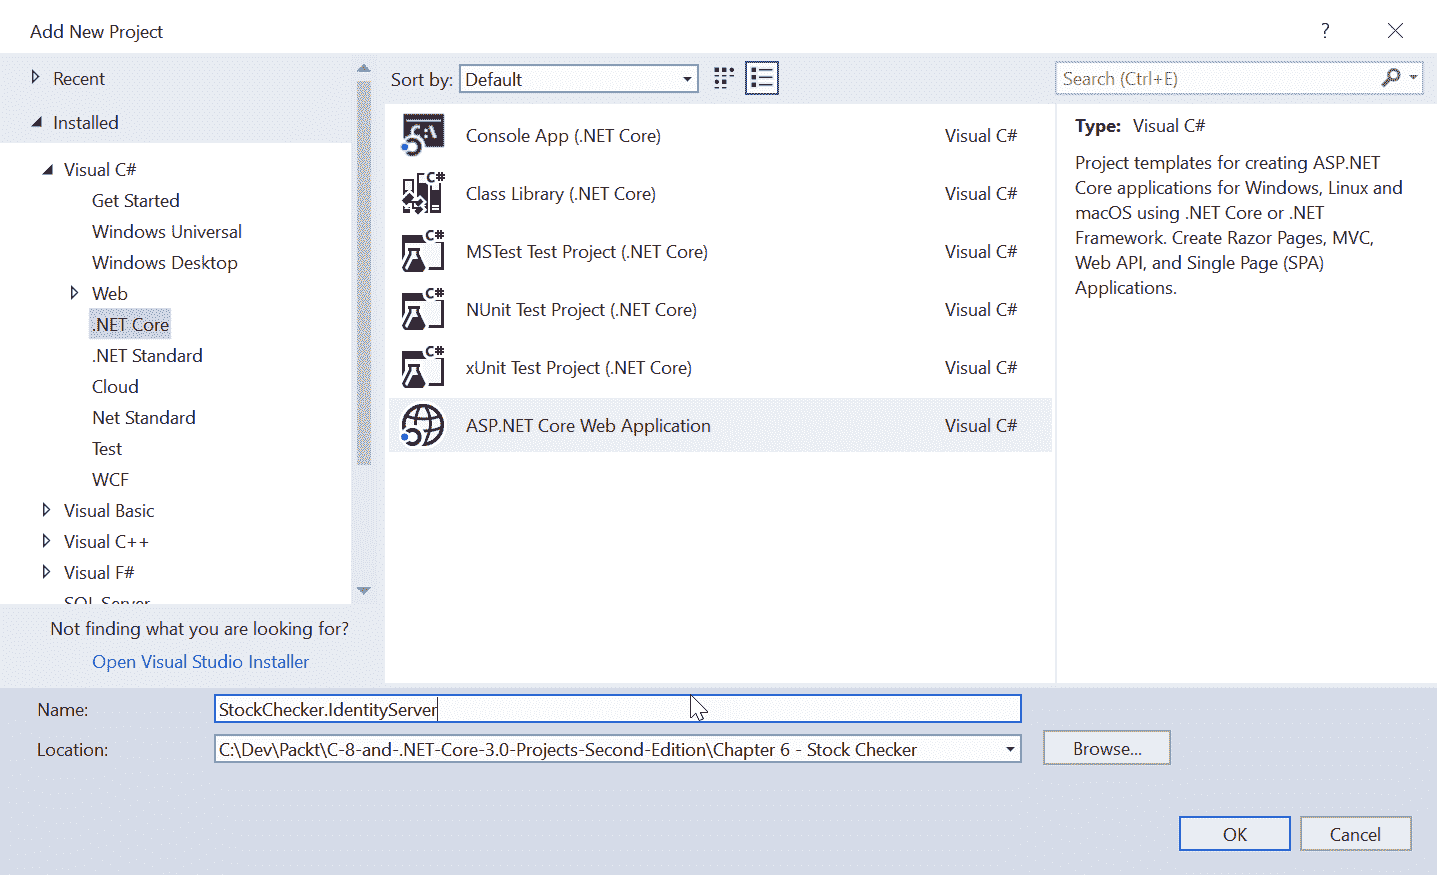 Add New Project
?
Recent
Installed
Visual C#
Get Started
Windows Universal
Windows Desktop
Web
.NET Core
.NET Standard
Cloud
Net Standard
Test
WCF
Visual Basic
Visual C++
Visual F#
SQL Server
Not finding what you are looking for?
Open Visual Studio Installer
Sort by: Default
Search (Ctrl+E)
Console App (.NET Core) Visual C#
Class Library (.NET Core) Visual C#
MSTest Test Project (.NET Core) Visual C#
NUnit Test Project (.NET Core) Visual C#
xUnit Test Project (.NET Core) Visual C#
ASP.NET Core Web Application Visual C#
Type: Visual C#
Project templates for creating ASP.NET
Core applications for Windows, Linux and
macOS using .NET Core or .NET
Framework. Create Razor Pages, MVC,
Web API, and Single Page (SPA)
Applications.
Name: StockChecker.IdentityServer
Location: C:\Dev\Packt\C-8-and-.NET-Core-3.0-Projects-Second-Edition\Chapter 6 - Stock Checker
Browse...
OK
Cancel